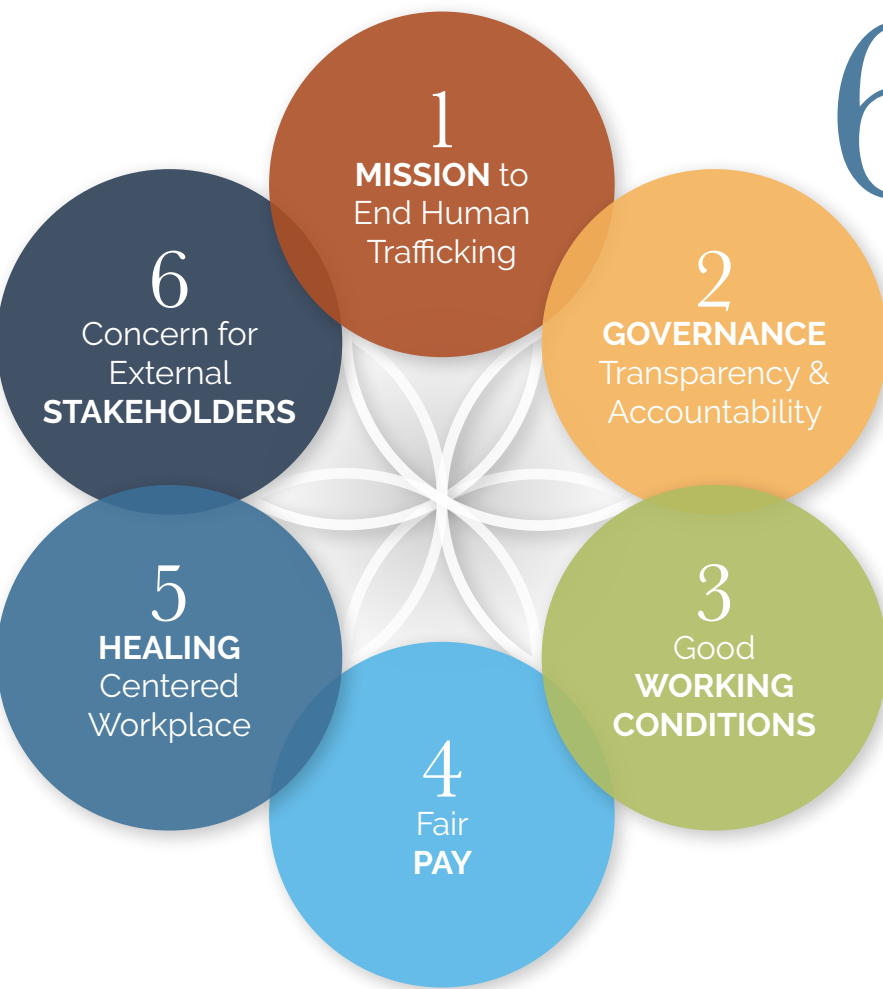 6
1
MISSION to
End Human
Trafficking
2
GOVERNANCE
Transparency &
Accountability
3
Good
WORKING
CONDITIONS
4
Fair
PAY
5
HEALING
Centered
Workplace
6
Concern for
External
STAKEHOLDERS